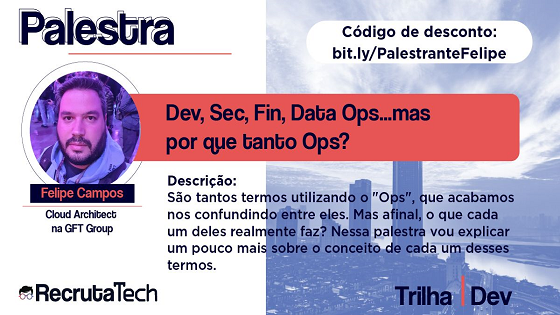 Palestra
Código de desconto:
bit.ly/PalestranteFelipe
Dev, Sec, Fin, Data Ops...mas
por que tanto Ops?
Felipe Campos
Cloud Architect
na GFT Group
Descrição:
São tantos termos utilizando o "Ops", que acabamos
nos confundindo entre eles. Mas afinal, o que cada
um deles realmente faz? Nessa palestra vou explicar
um pouco mais sobre o conceito de cada um desses
termos.
RecrutaTech
Trilha Dev